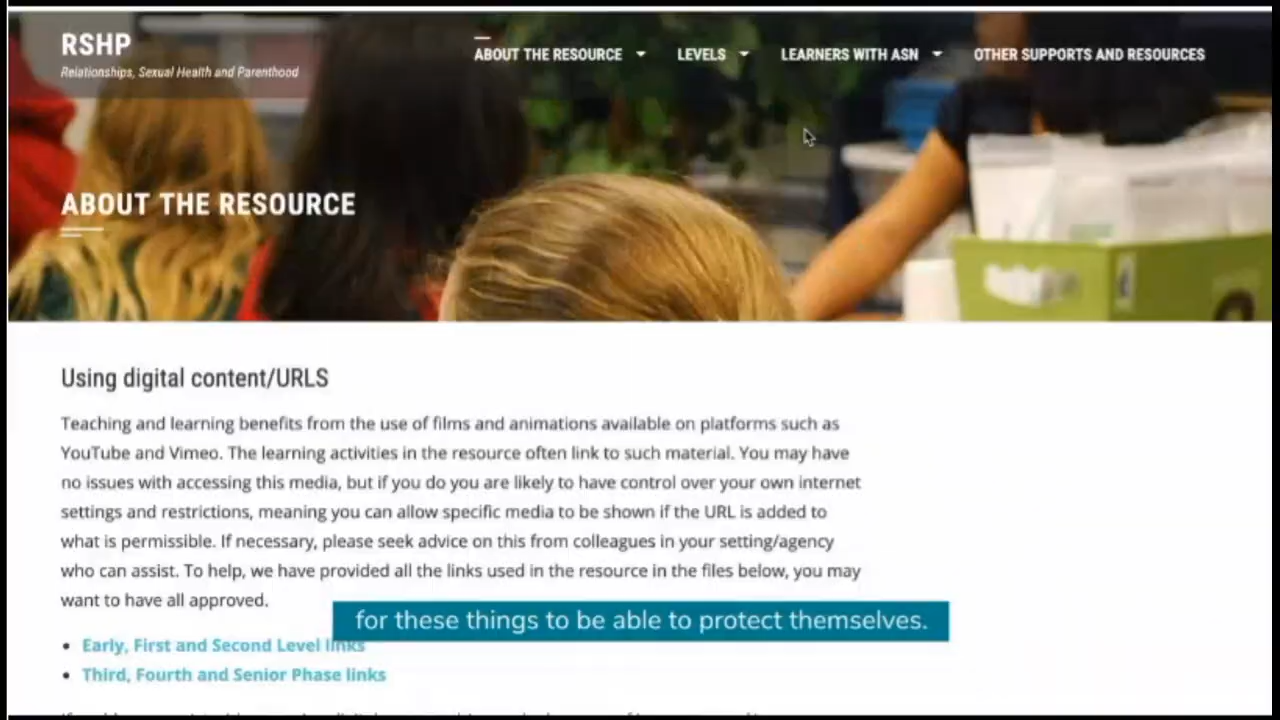 RSHP
Relationships, Sexual Health and Parenthood
ABOUT THE RESOURCE
LEVELS
LEARNERS WITH ASN
OTHER SUPPORTS AND RESOURCES
ABOUT THE RESOURCE
Using digital content/URLS
Teaching and learning benefits from the use of films and animations available on platforms such as
YouTube and Vimeo. The learning activities in the resource often link to such material. You may have
no issues with accessing this media, but if you do you are likely to have control over your own internet
settings and restrictions, meaning you can allow specific media to be shown if the URL is added to
what is permissible. If necessary, please seek advice on this from colleagues in your setting/agency
who can assist. To help, we have provided all the links used in the resource in the files below, you may
want to have all approved.
for these things to be able to protect themselves.
Early, First and Second Level links
Third, Fourth and Senior Phase links